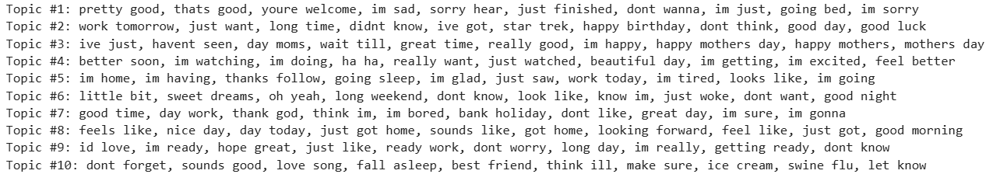 Topic #1: pretty good, thats good, youre welcome, im sad, sorry hear, just finished, dont wanna, im just, going bed, im sorry
Topic #2: work tomorrow, just want, long time, didnt know, ive got, star trek, happy birthday, dont think, good day, good luck
Topic #3: ive just, havent seen, day moms, wait till, great time, really good, im happy, happy mothers day, happy mothers, mothers day
Topic #4: better soon, im watching, im doing, ha ha, really want, just watched, beautiful day, im getting, im excited, feel better
Topic #5: im home, im having, thanks follow, going sleep, im glad, just saw, work today, im tired, looks like, im going
Topic #6: little bit, sweet dreams, oh yeah, long weekend, dont know, look like, know im, just woke, dont want, good night
Topic #7: good time, day work, thank god, think im, im bored, bank holiday, dont like, great day, im sure, im gonna
Topic #8: feels like, nice day, day today, just got home, sounds like, got home, looking forward, feel like, just got, good morning
Topic #9: id love, im ready, hope great, just like, ready work, dont worry, long day, im really, getting ready, dont know
Topic #10: dont forget, sounds good, love song, fall asleep, best friend, think ill, make sure, ice cream, swine flu, let know